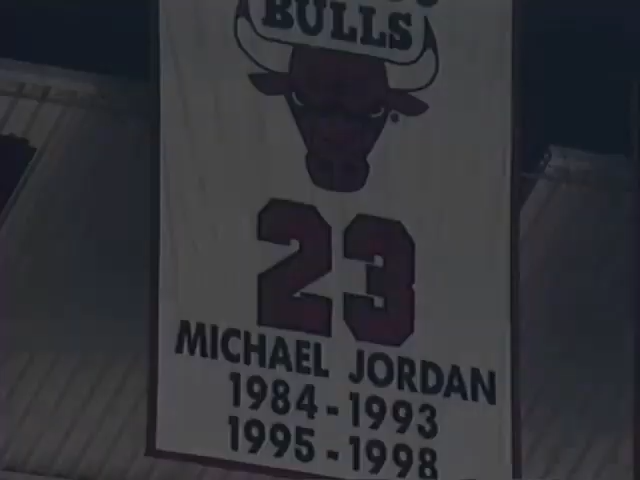 BULLS
23
MICHAEL JORDAN
1984 - 1993
1995 - 1998